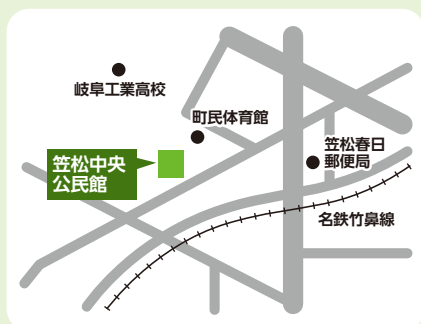 岐阜工業高校
町民体育館
笠松中央
公民館
笠松春日
郵便局
名鉄竹鼻線